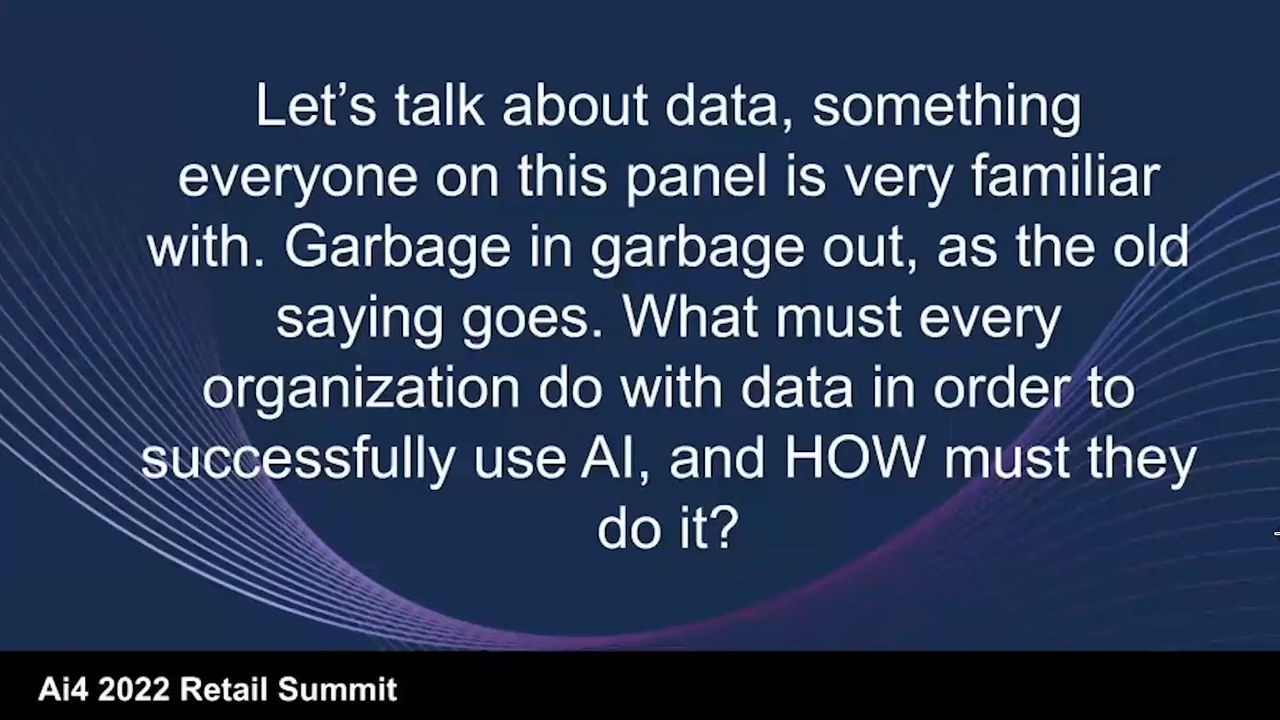 Let’s talk about data, something
everyone on this panel is very familiar
with. Garbage in garbage out, as the old
saying goes. What must every
organization do with data in order to
successfully use AI, and HOW must they
do it?
Ai4 2022 Retail Summit